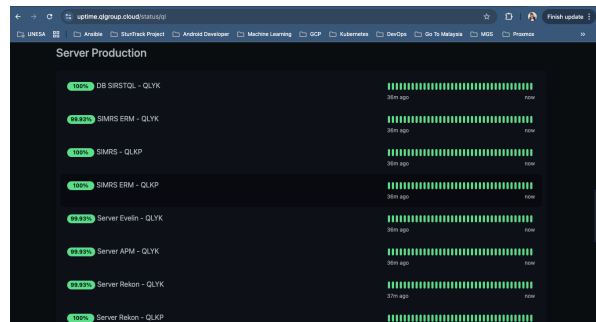 uptime.qlgroup.cloud/status/ql
Finish update
UNESA Ansible StunTrack Project Android Developer Machine Learning GCP Kubernetes DevOps Go To Malaysia MGS Proxmox »
Server Production
100% DB SIRSTQL - QLYK
36m ago now
99.93% SIMRS ERM - QLYK
36m ago now
100% SIMRS - QLKP
36m ago now
100% SIMRS ERM - QLKP
36m ago now
99.93% Server Evelin - QLYK
36m ago now
99.93% Server APM - QLYK
36m ago now
99.93% Server Rekon - QLYK
37m ago now
100% Server Rekon - QLKP